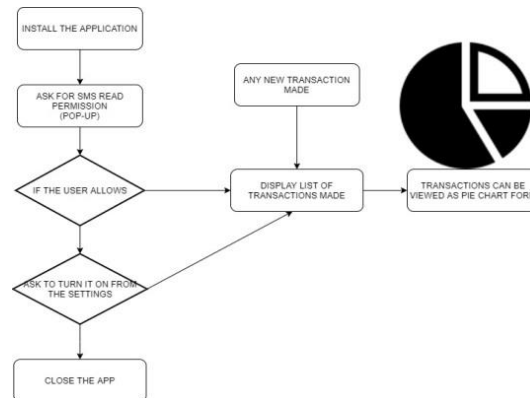 INSTALL THE APPLICATION
ASK FOR SMS READ
PERMISSION
(POP-UP)
ANY NEW TRANSACTION
MADE
IF THE USER ALLOWS
DISPLAY LIST OF
TRANSACTIONS MADE
TRANSACTIONS CAN BE
VIEWED AS PIE CHART FORM
ASK TO TURN IT ON FROM
THE SETTINGS
CLOSE THE APP